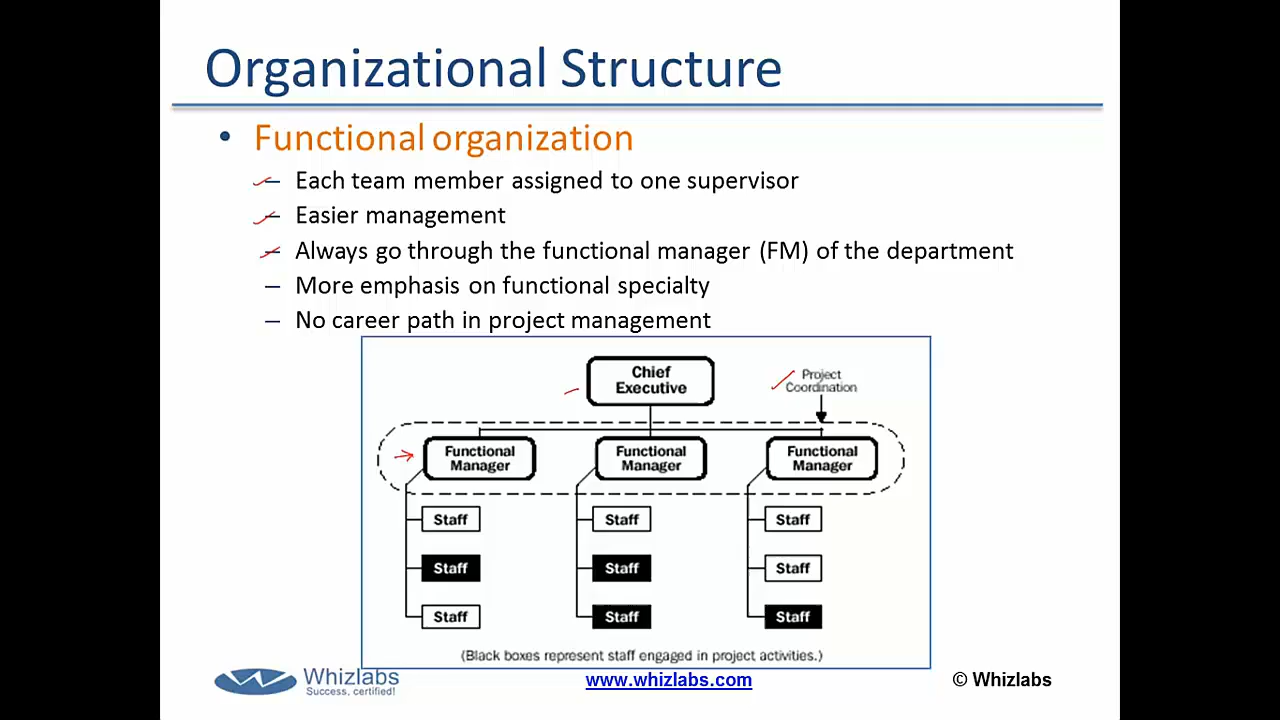 Organizational Structure
• Functional organization
– Each team member assigned to one supervisor
– Easier management
– Always go through the functional manager (FM) of the department
– More emphasis on functional specialty
– No career path in project management
Chief
Executive
Project
Coordination
Functional
Manager
Functional
Manager
Functional
Manager
Staff
Staff
Staff
Staff
Staff
Staff
Staff
Staff
Staff
(Black boxes represent staff engaged in project activities.)
Whizlabs
Success, certified!
www.whizlabs.com
© Whizlabs